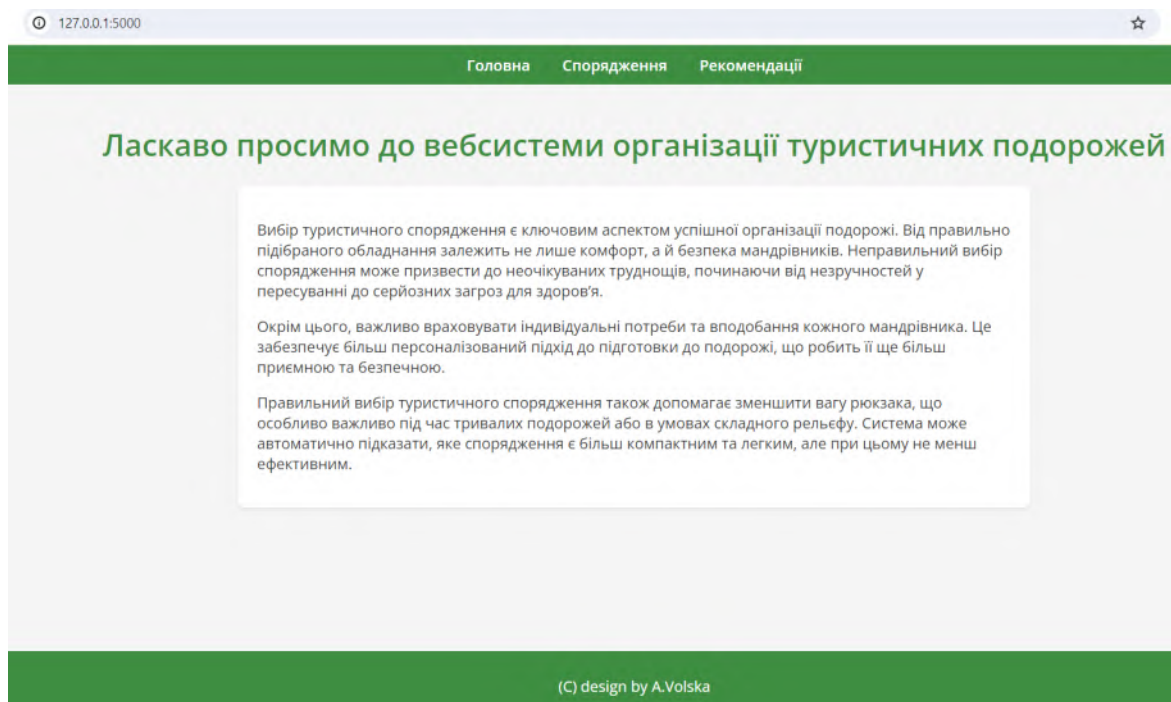 127.0.0.1:5000
Головна Спорядження Рекомендації
Ласкаво просимо до вебсистеми організації туристичних подорожей
Вибір туристичного спорядження є ключовим аспектом успішної організації подорожі. Від правильно
підібраного обладнання залежить не лише комфорт, а й безпека мандрівників. Неправильний вибір
спорядження може призвести до неочікуваних труднощів, починаючи від незручностей у
пересуванні до серйозних загроз для здоров'я.
Окрім цього, важливо враховувати індивідуальні потреби та вподобання кожного мандрівника. Це
забезпечує більш персоналізований підхід до підготовки до подорожі, що робить її ще більш
приємною та безпечною.
Правильний вибір туристичного спорядження також допомагає зменшити вагу рюкзака, що
особливо важливо під час тривалих подорожей або в умовах складного рельєфу. Система може
автоматично підказати, яке спорядження є більш компактним та легким, але при цьому не менш
ефективним.
(C) design by A.Volska